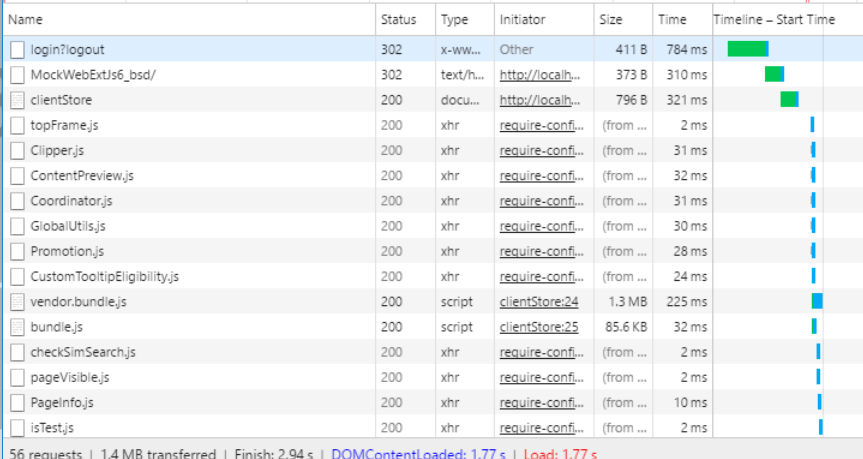 Name Status Type Initiator Size Time Timeline – Start Time
login?logout 302 x-ww... Other 411 B 784 ms
MockWebExtJs6_bsd/ 302 text/h... http://localh... 373 B 310 ms
clientStore 200 docu... http://localh... 796 B 321 ms
topFrame.js 200 xhr require-confi... (from ... 2 ms
Clipper.js 200 xhr require-confi... (from ... 31 ms
ContentPreview.js 200 xhr require-confi... (from ... 32 ms
Coordinator.js 200 xhr require-confi... (from ... 31 ms
GlobalUtils.js 200 xhr require-confi... (from ... 30 ms
Promotion.js 200 xhr require-confi... (from ... 28 ms
CustomTooltipEligibility.js 200 xhr require-confi... (from ... 24 ms
vendor.bundle.js 200 script clientStore:24 1.3 MB 225 ms
bundle.js 200 script clientStore:25 85.6 KB 32 ms
checkSimSearch.js 200 xhr require-confi... (from ... 2 ms
pageVisible.js 200 xhr require-confi... (from ... 2 ms
PageInfo.js 200 xhr require-confi... (from ... 10 ms
isTest.js 200 xhr require-confi... (from ... 2 ms
56 requests | 1.4 MB transferred | Finish: 2.94 s | DOMContentLoaded: 1.77 s | Load: 1.77 s